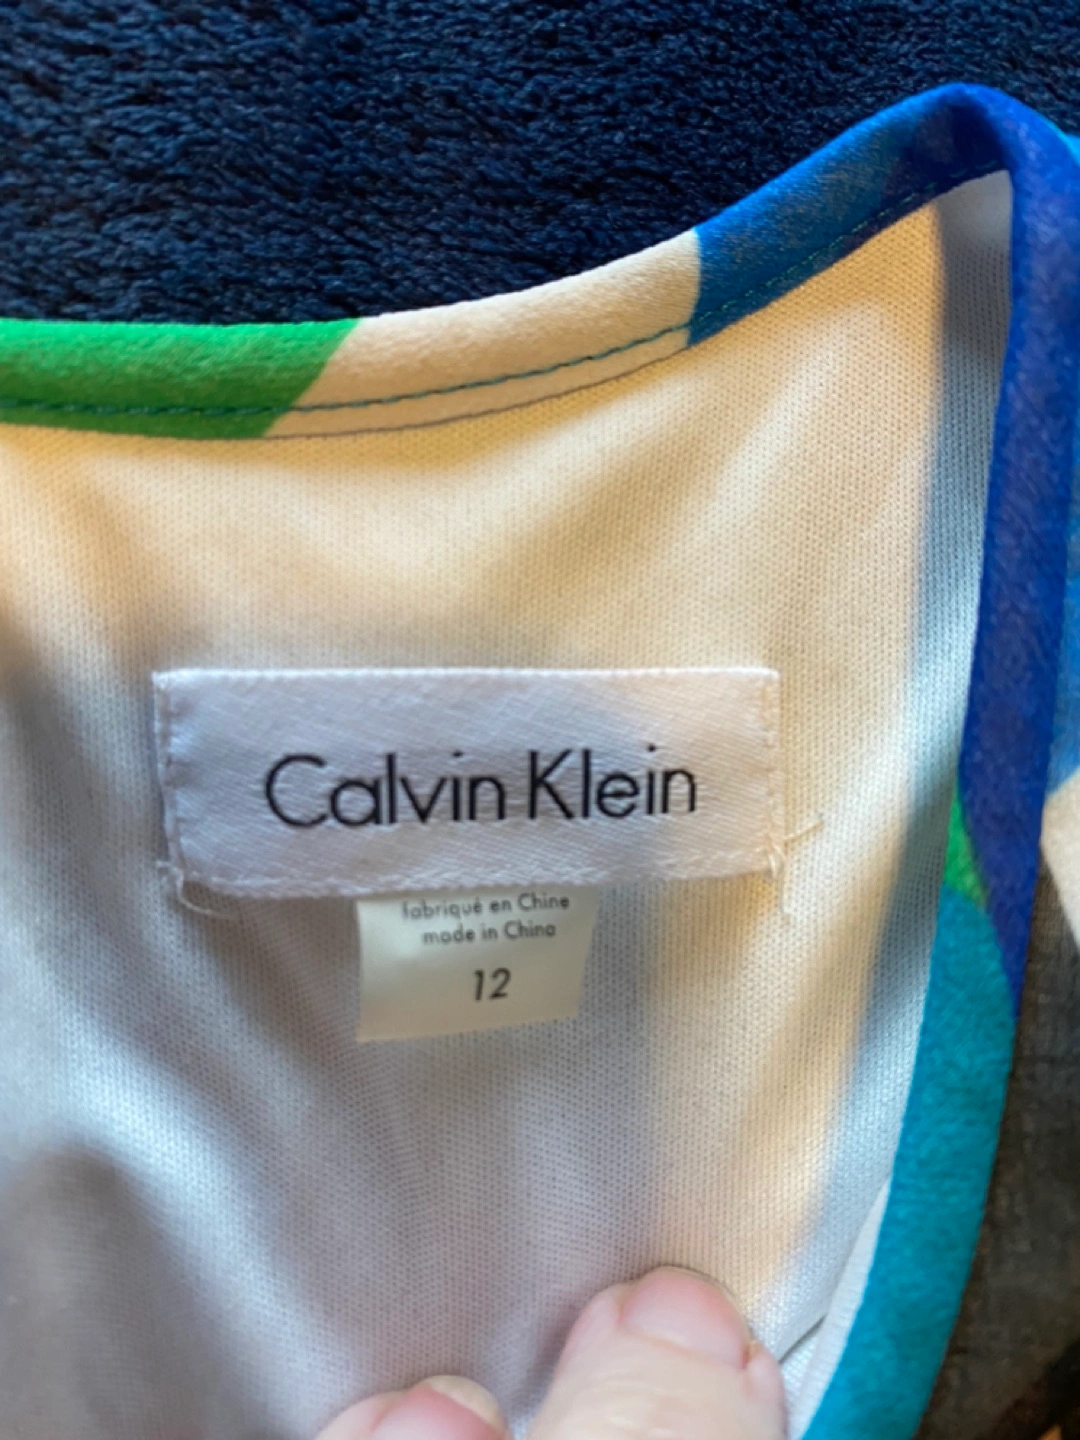 Calvin Klein
fabriqué en Chine
made in China
12